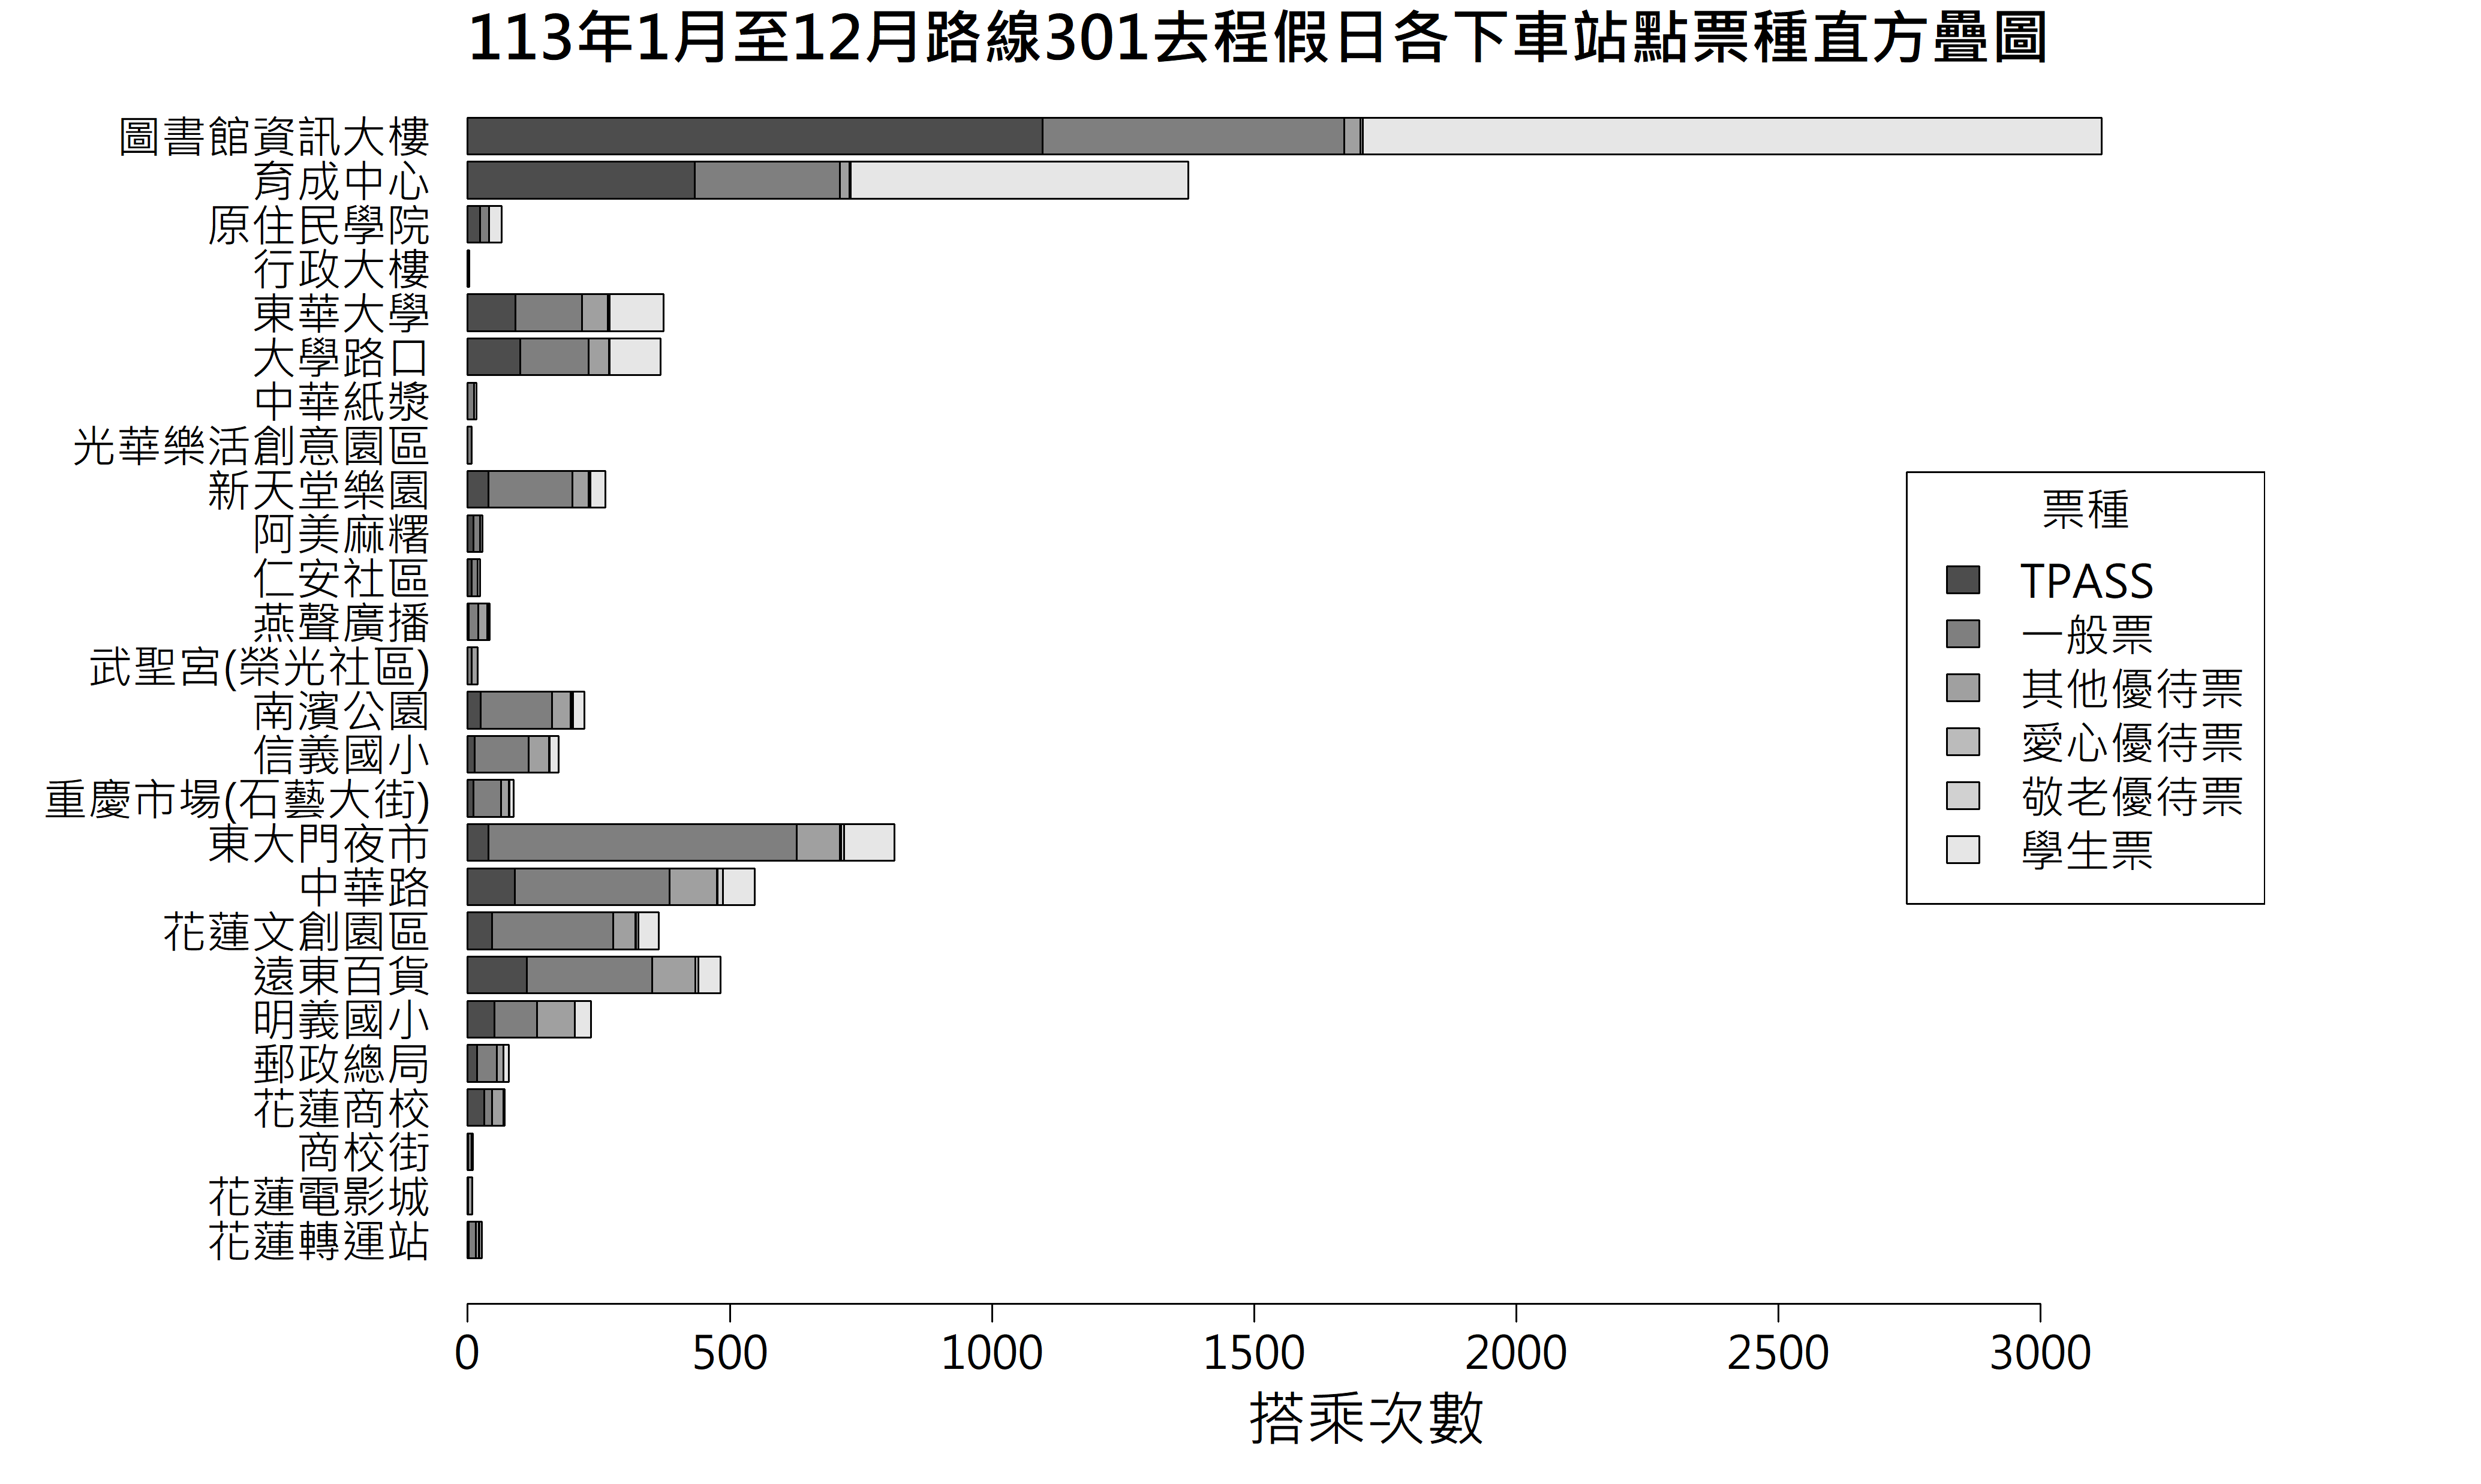 113年1月至12月路線301去程假日各下車站點票種直方疊圖
圖書館資訊大樓
育成中心
原住民學院
行政大樓
東華大學
大學路口
中華紙漿
光華樂活創意園區
新天堂樂園
阿美麻糬
仁安社區
燕聲廣播
武聖宮(榮光社區)
南濱公園
信義國小
重慶市場(石藝大街)
東大門夜市
中華路
花蓮文創園區
遠東百貨
明義國小
郵政總局
花蓮商校
商校街
花蓮電影城
花蓮轉運站
票種
TPASS
一般票
其他優待票
愛心優待票
敬老優待票
學生票
0 500 1000 1500 2000 2500 3000
搭乘次數